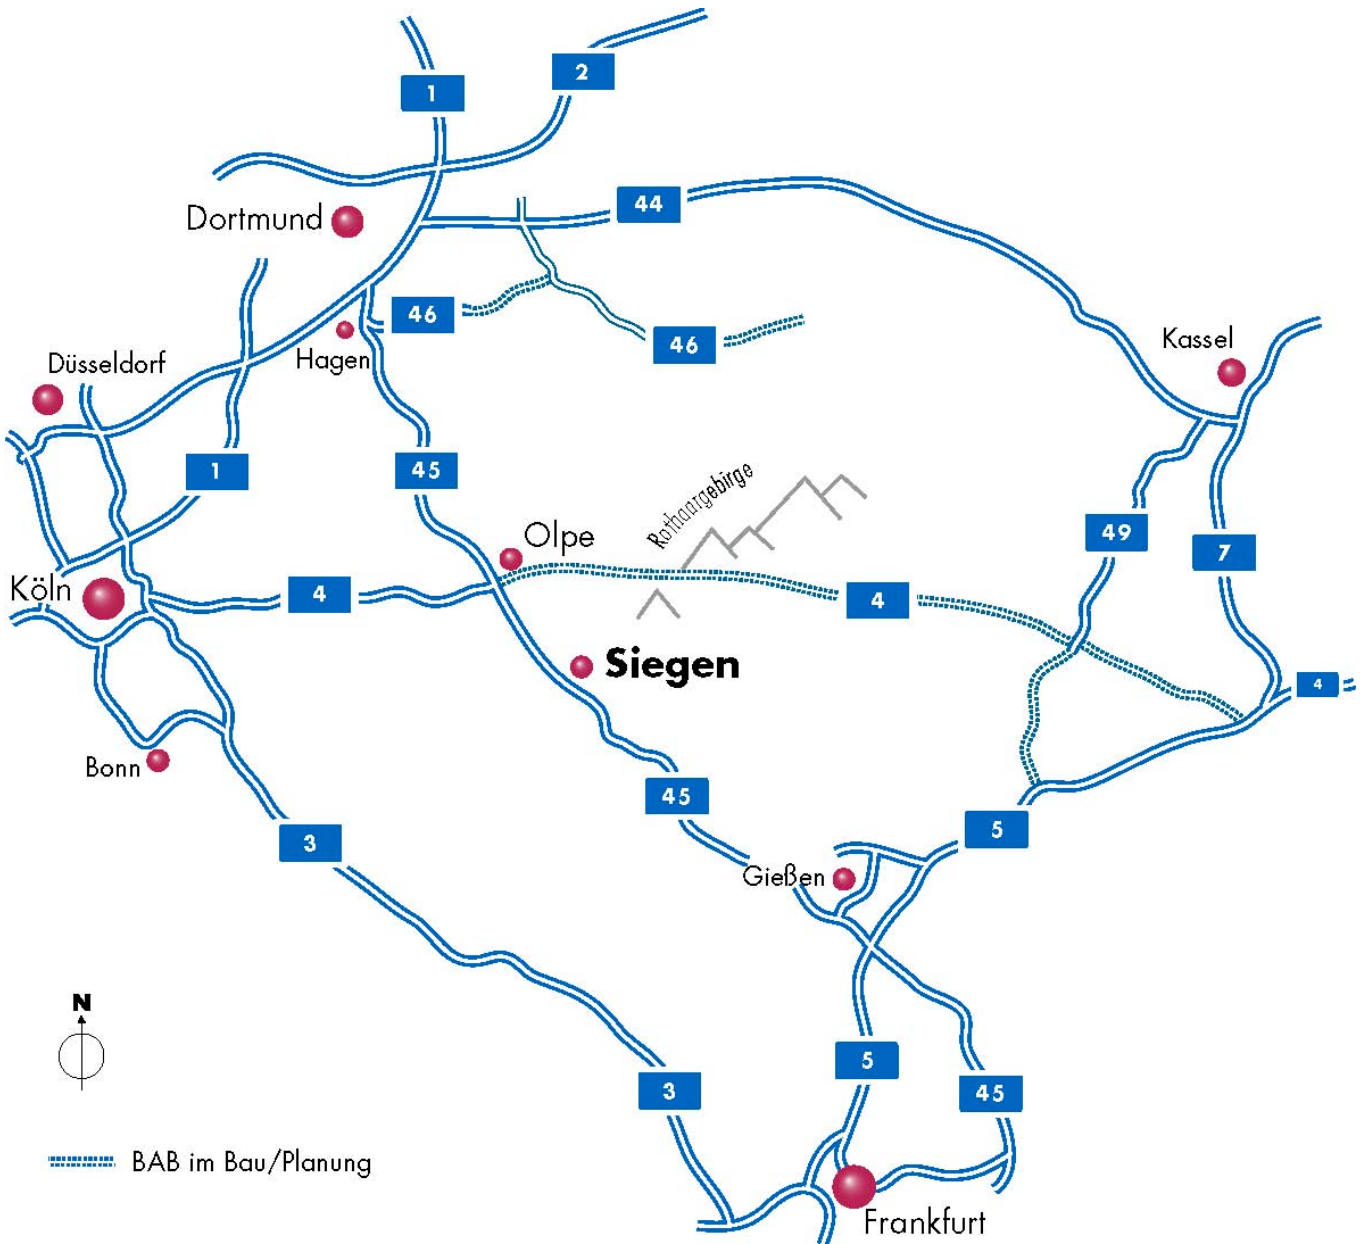 2
1
44
Dortmund
46
46
Kassel
Hagen
Düsseldorf
1
45
Rothaargebirge
49
Olpe
7
Köln
4
4
Siegen
4
Bonn
45
5
3
Gießen
N
5
3
45
BAB im Bau/Planung
Frankfurt